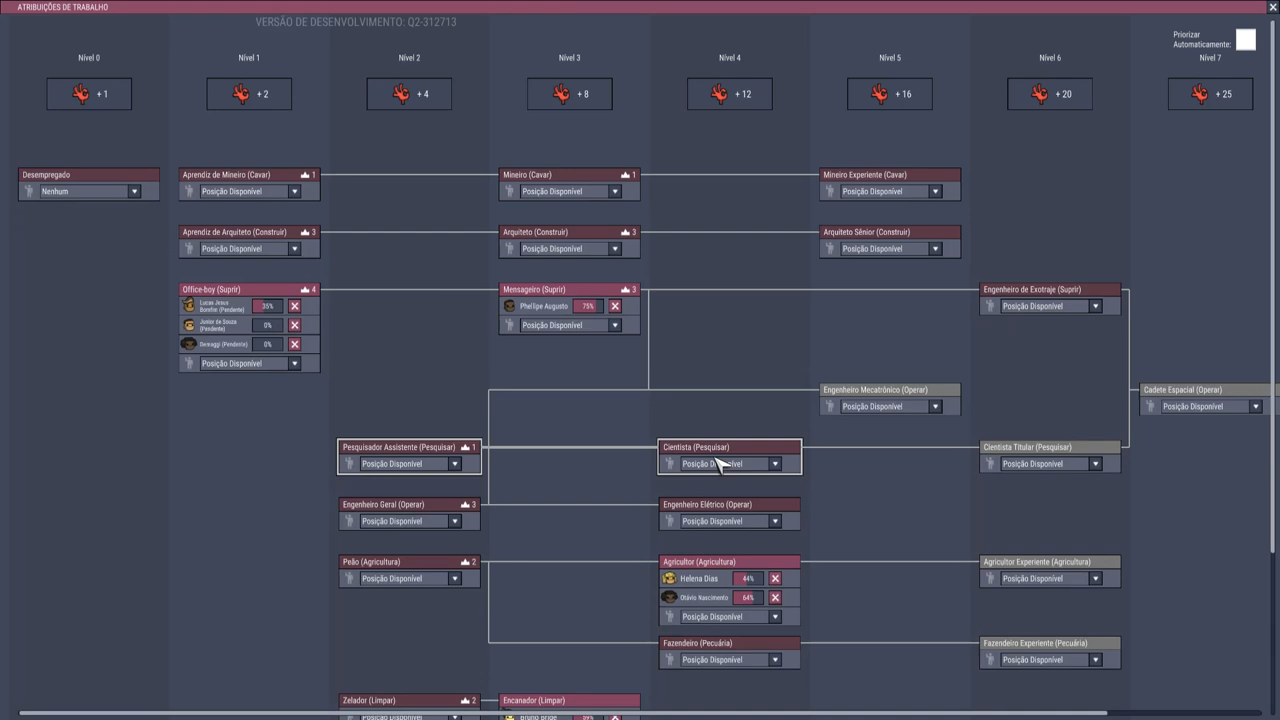 ATRIBUIÇÕES DE TRABALHO
VERSÃO DE DESENVOLVIMENTO: Q2-312713
Priorizar
Automaticamente:
Nível 0
Nível 1
Nível 2
Nível 3
Nível 4
Nível 5
Nível 6
Nível 7
+ 1
+ 2
+ 4
+ 8
+ 12
+ 16
+ 20
+ 25
Desempregado
Nenhum
Aprendiz de Mineiro (Cavar) 1
Posição Disponível
Mineiro (Cavar) 1
Posição Disponível
Mineiro Experiente (Cavar)
Posição Disponível
Aprendiz de Arquiteto (Construir) 3
Posição Disponível
Arquiteto (Construir) 3
Posição Disponível
Arquiteto Sênior (Construir)
Posição Disponível
Office-boy (Suprir) 4
Lucas Jesus
Bomfim (Pendente) 35%
Junior de Souza
(Pendente) 0%
Demaggi (Pendente) 0%
Posição Disponível
Mensageiro (Suprir) 3
Phellipe Augusto 75%
Posição Disponível
Engenheiro de Exotraje (Suprir)
Posição Disponível
Engenheiro Mecatrônico (Operar)
Posição Disponível
Cadete Espacial (Operar)
Posição Disponível
Pesquisador Assistente (Pesquisar) 1
Posição Disponível
Cientista (Pesquisar)
Posição Disponível
Cientista Titular (Pesquisar)
Posição Disponível
Engenheiro Geral (Operar) 3
Posição Disponível
Engenheiro Elétrico (Operar)
Posição Disponível
Peão (Agricultura) 2
Posição Disponível
Agricultor (Agricultura)
Helena Dias 44%
Otávio Nascimento 64%
Posição Disponível
Agricultor Experiente (Agricultura)
Posição Disponível
Fazendeiro (Pecuária)
Posição Disponível
Fazendeiro Experiente (Pecuária)
Posição Disponível
Zelador (Limpar) 2
Posição Disponível
Encanador (Limpar)
Bruno Bride 69%